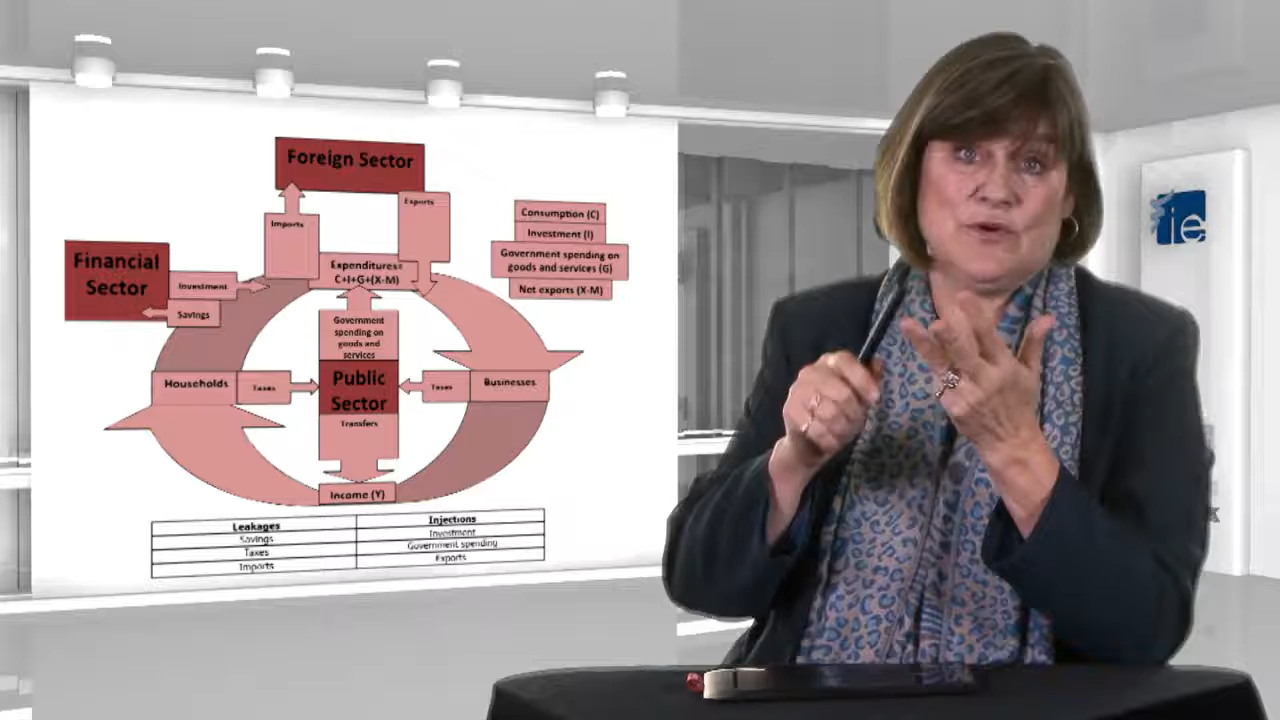 Foreign Sector
Exports
Imports
Consumption (C)
Investment (I)
Government spending on
goods and services (G)
Net exports (X-M)
Financial
Sector
Expenditures=
C+I+G+(X-M)
Investment
Savings
Government
spending on
goods and
services
Households
Taxes
Public
Sector
Taxes
Businesses
Transfers
Income (Y)
Leakages
Injections
Savings
Investment
Taxes
Government spending
Imports
Exports
ie